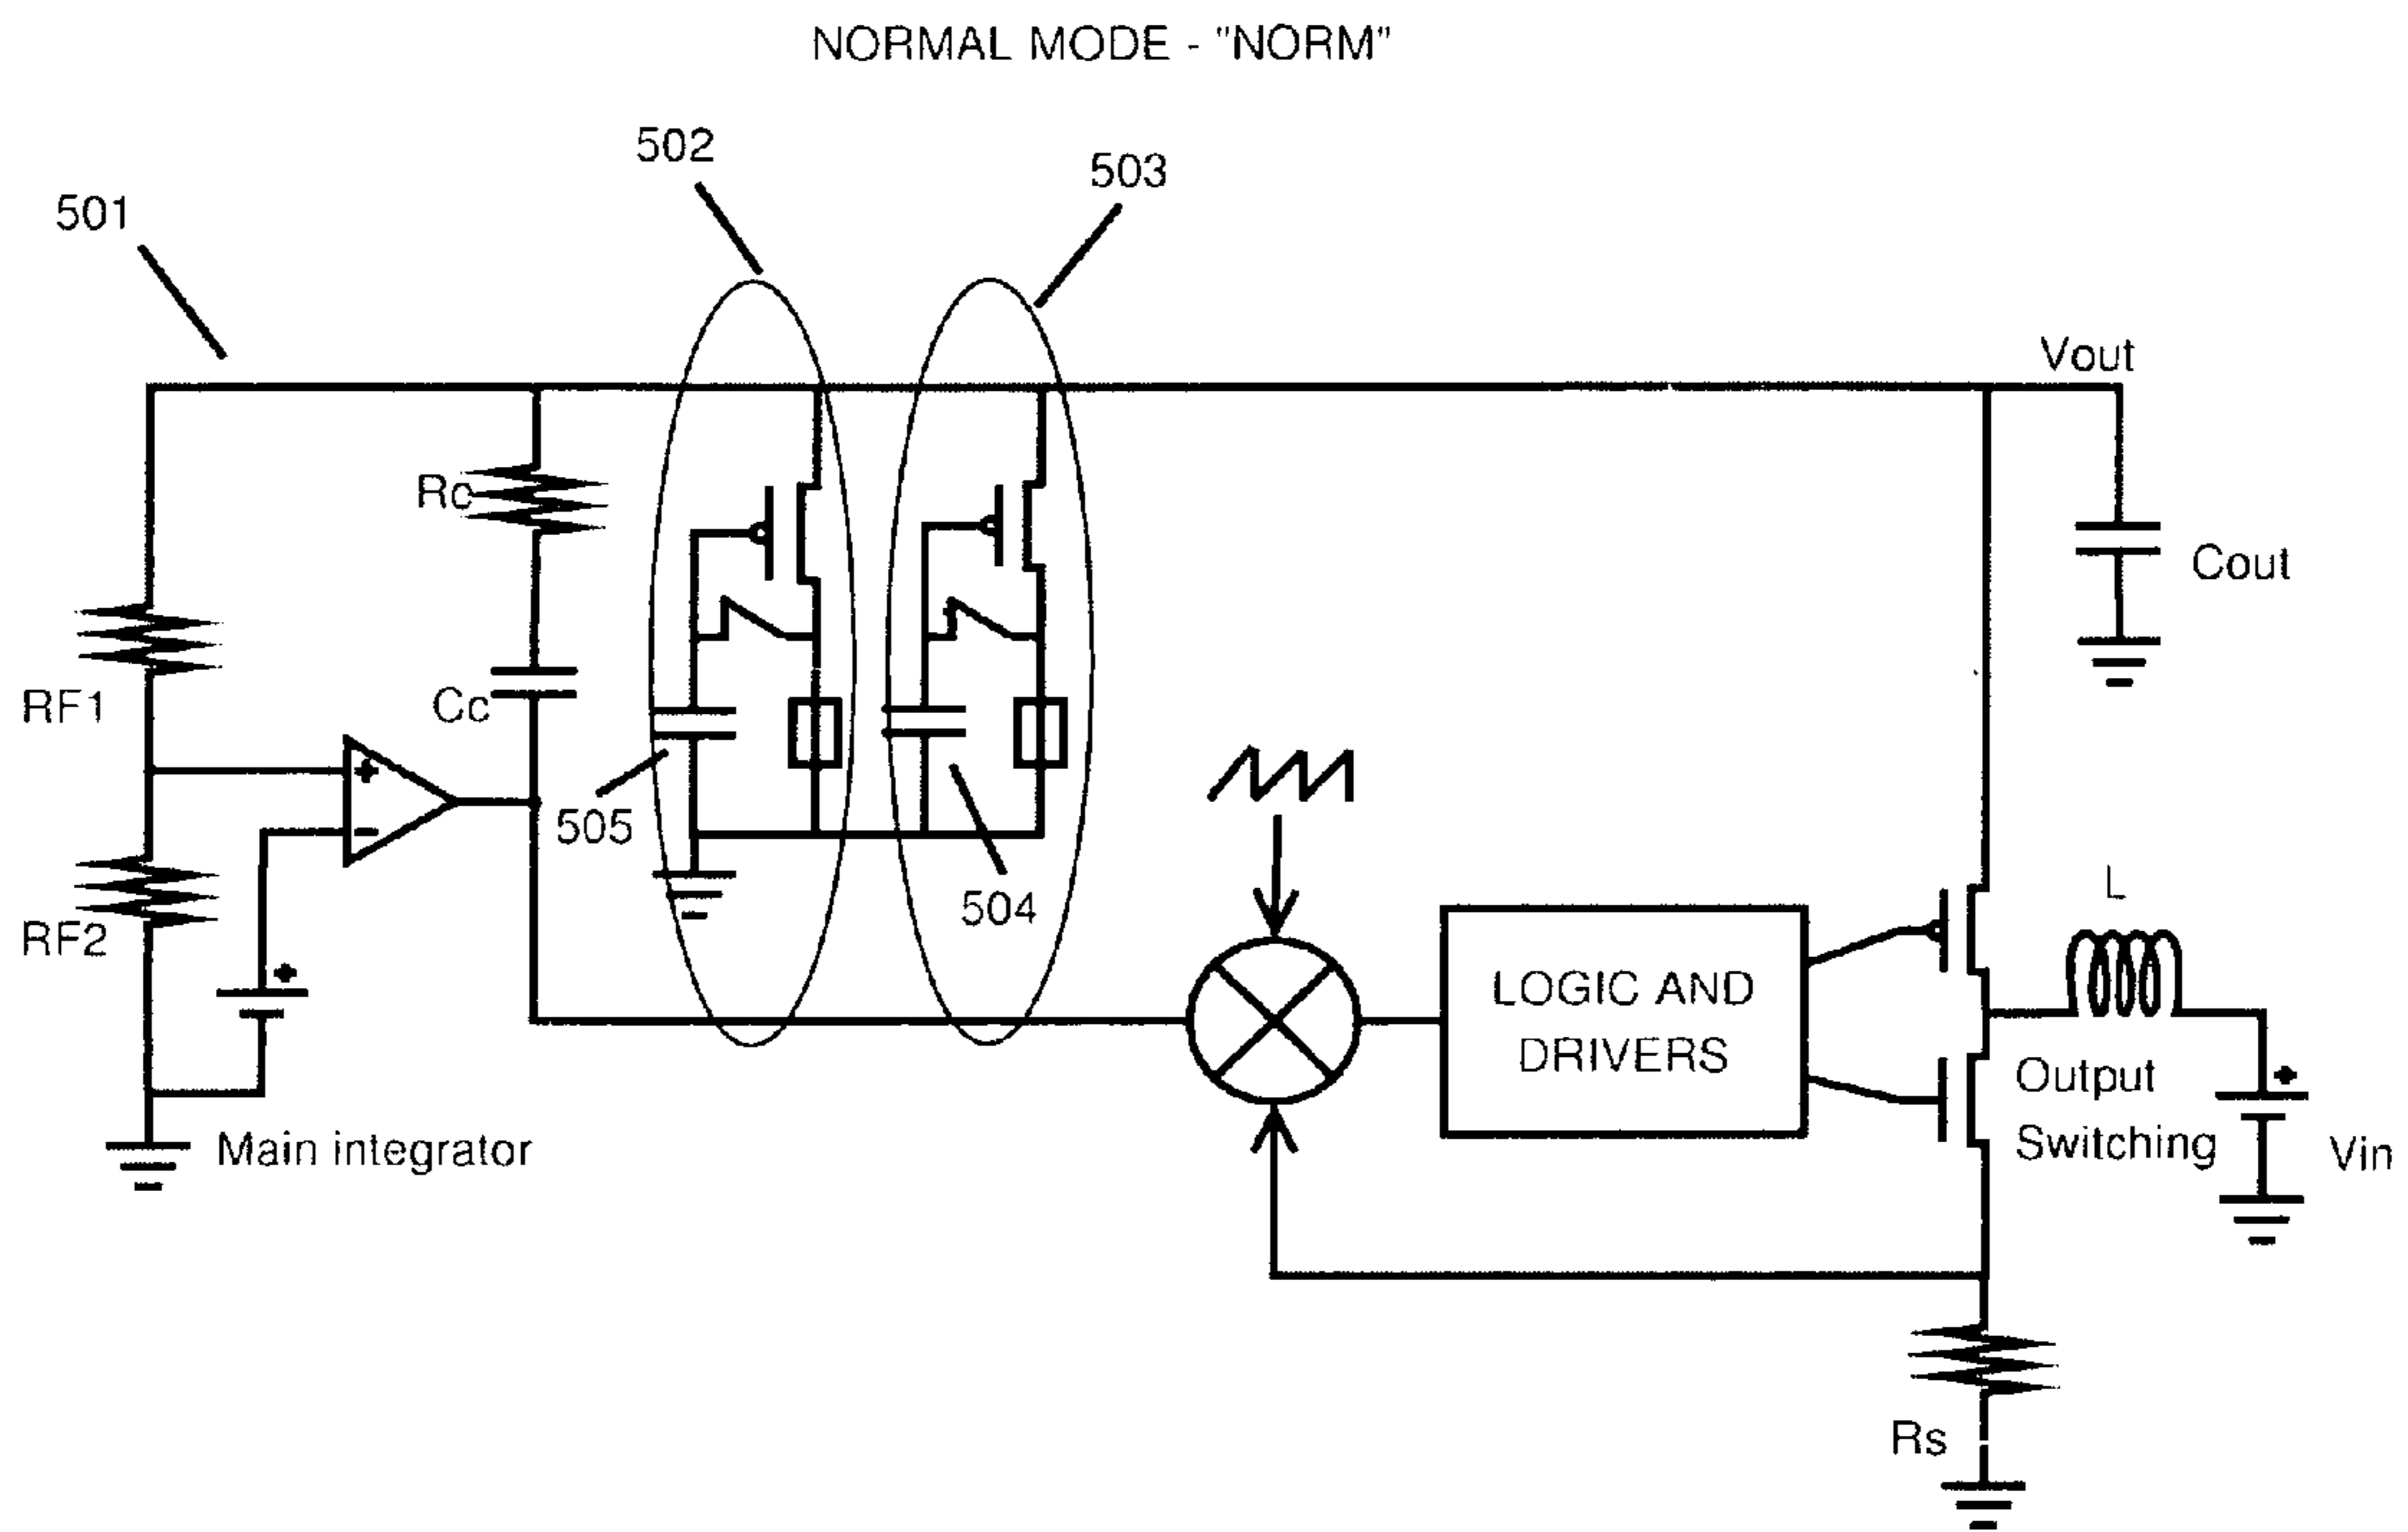 NORMAL MODE - "NORM"
502
503
501
Vout
Rc
Cout
RF1
Cc
505
504
RF2
L
LOGIC AND
DRIVERS
Output
Switching
Vin
Main integrator
Rs